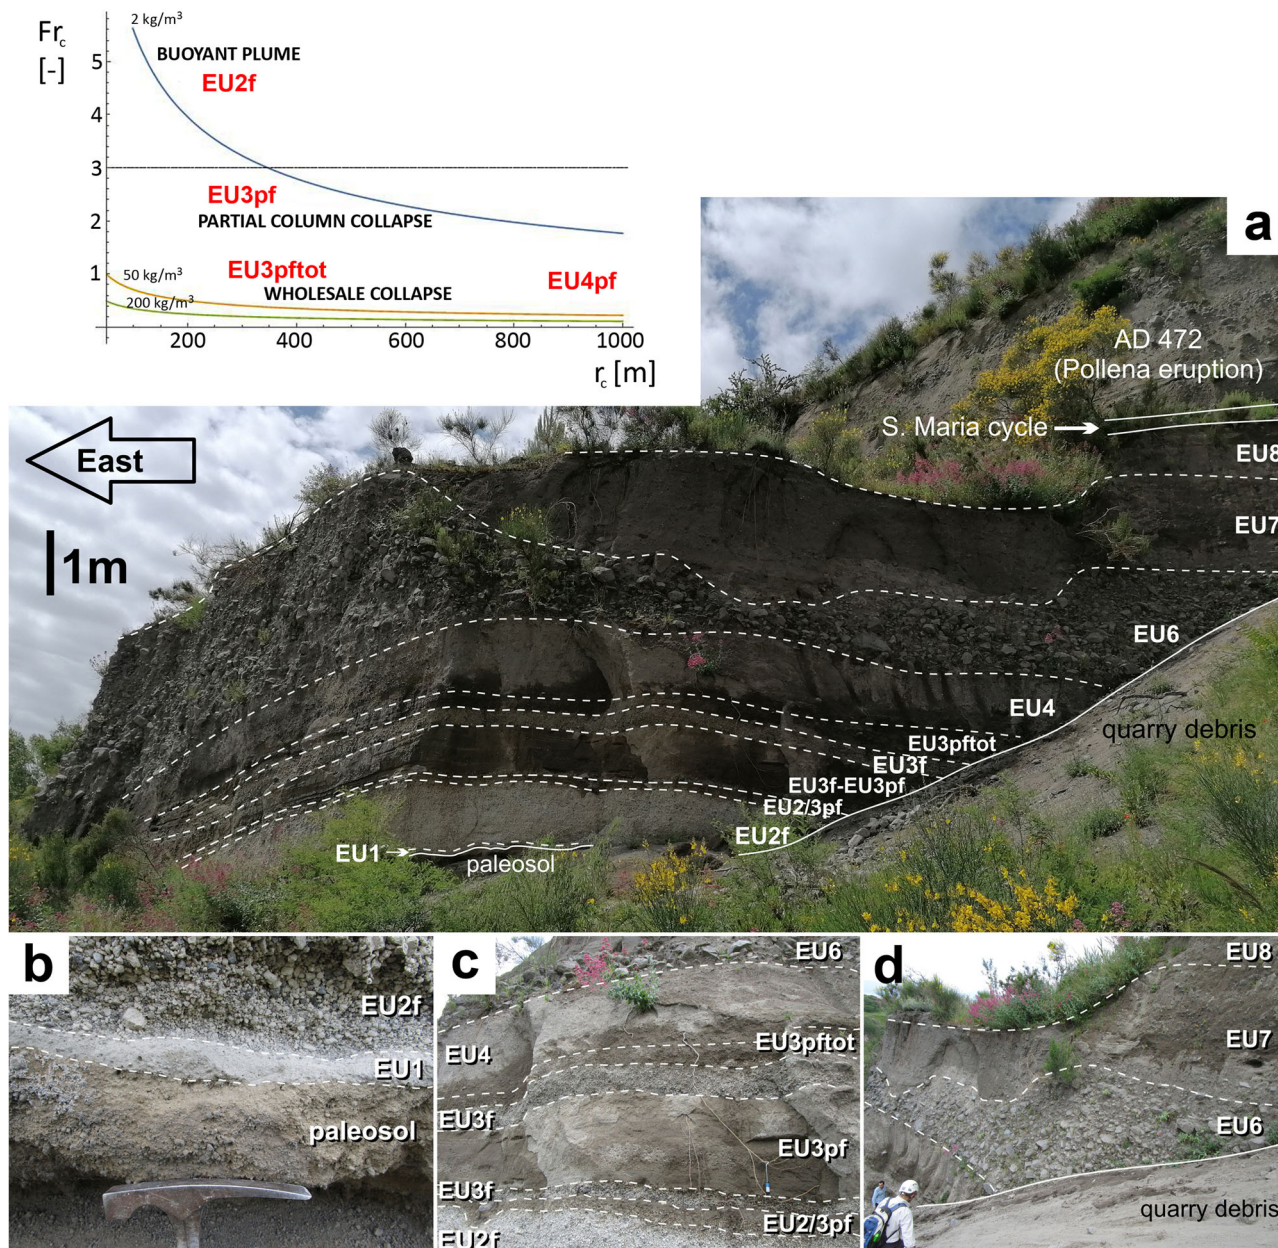 2 kg/m³
Frc
[-]
5
4
3
2
1
BUOYANT PLUME
EU2f
EU3pf
PARTIAL COLUMN COLLAPSE
EU3pftot
EU4pf
50 kg/m³
WHOLESALE COLLAPSE
200 kg/m³
200 400 600 800 1000
rc [m]
a
AD 472
(Pollena eruption)
S. Maria cycle
East
1m
EU8
EU7
EU6
EU4
quarry debris
EU3pftot
EU3f
EU3f-EU3pf
EU2/3pf
EU2f
EU1
paleosol
b
EU2f
EU1
paleosol
c
EU6
EU3pftot
EU4
EU3f
EU3pf
EU3f
EU2/3pf
EU2f
d
EU8
EU7
EU6
quarry debris